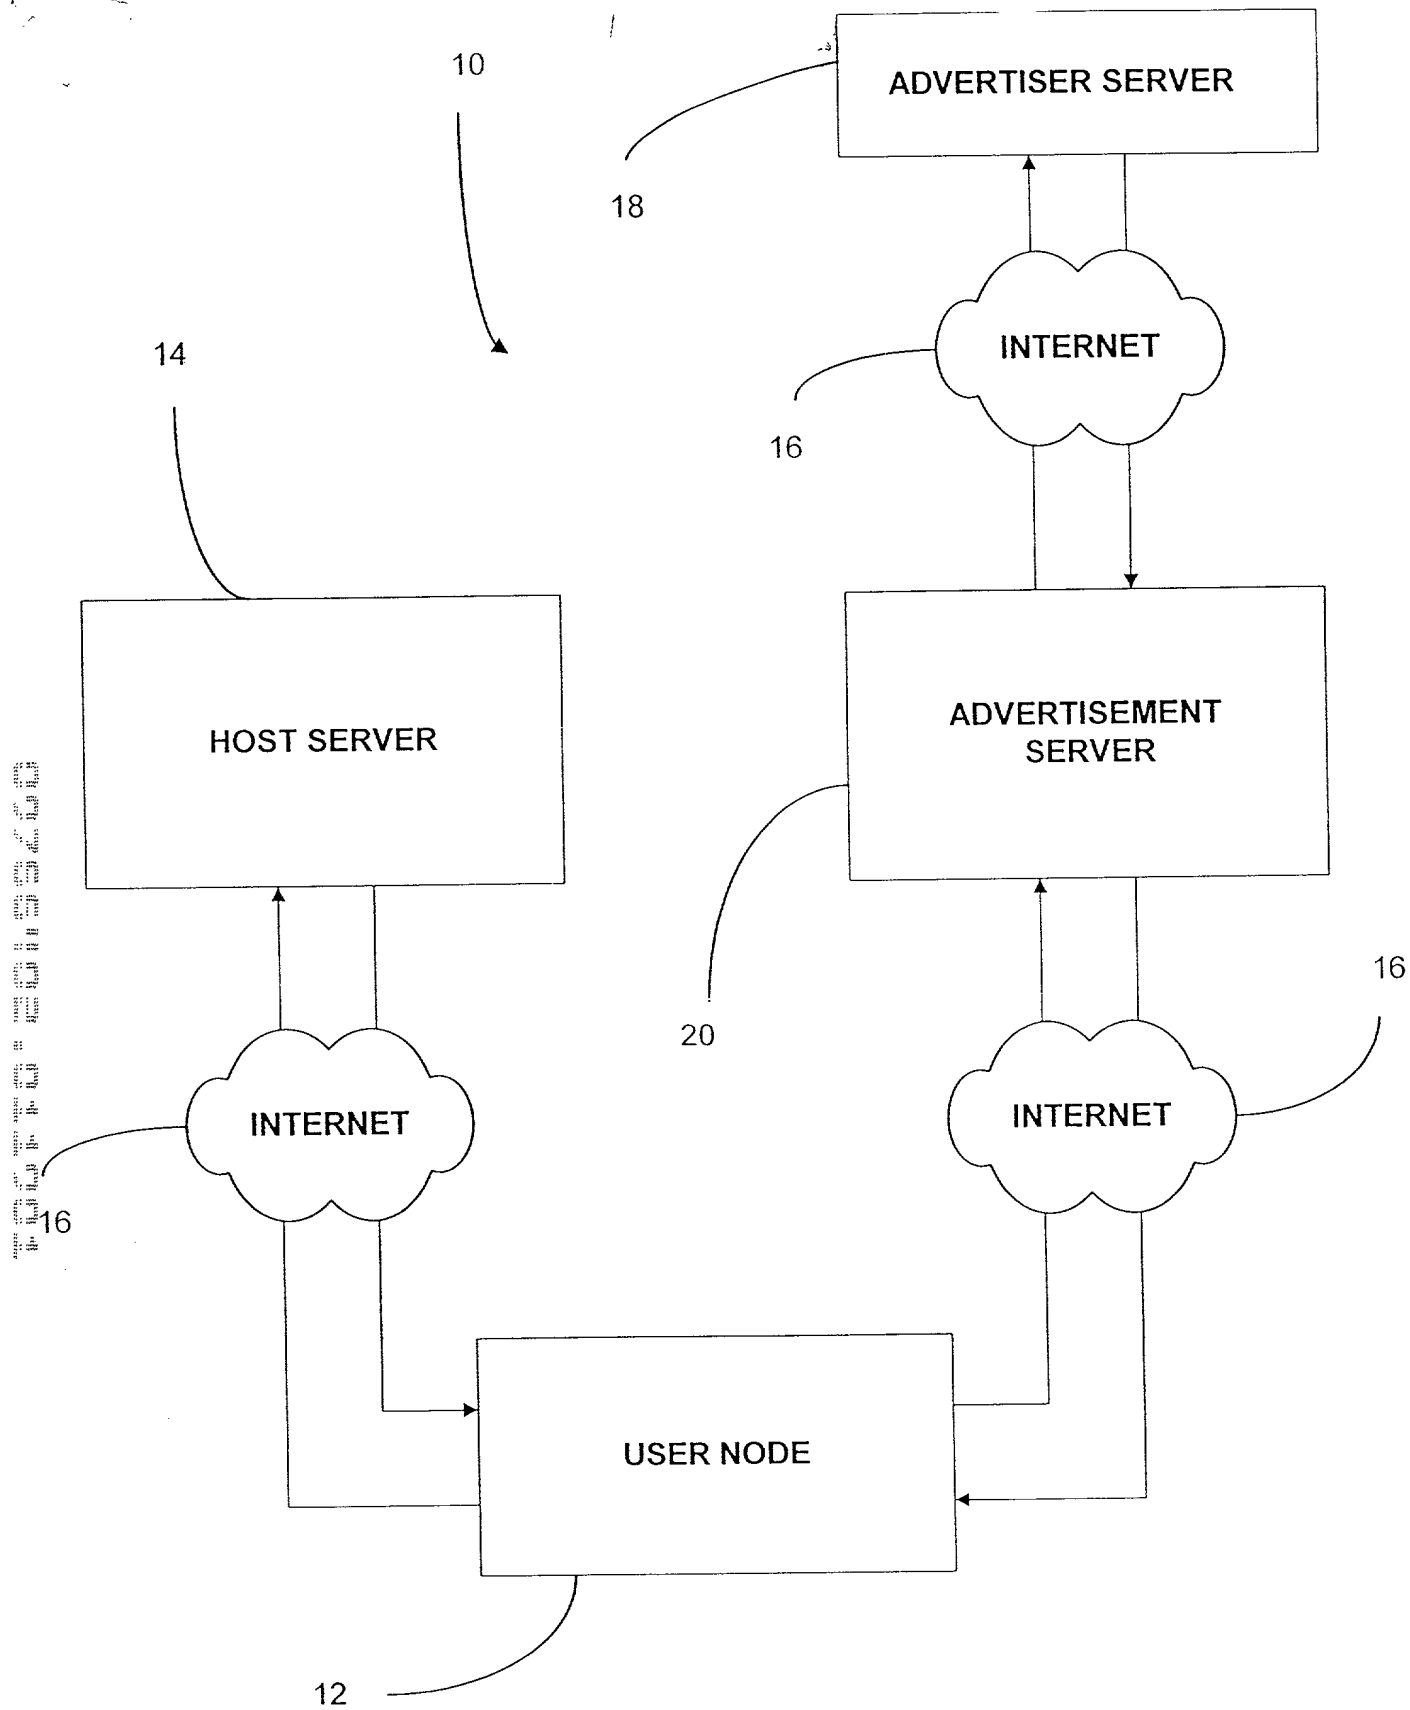 10
ADVERTISER SERVER
18
INTERNET
14
16
HOST SERVER
ADVERTISEMENT
SERVER
20
16
INTERNET
INTERNET
16
USER NODE
12